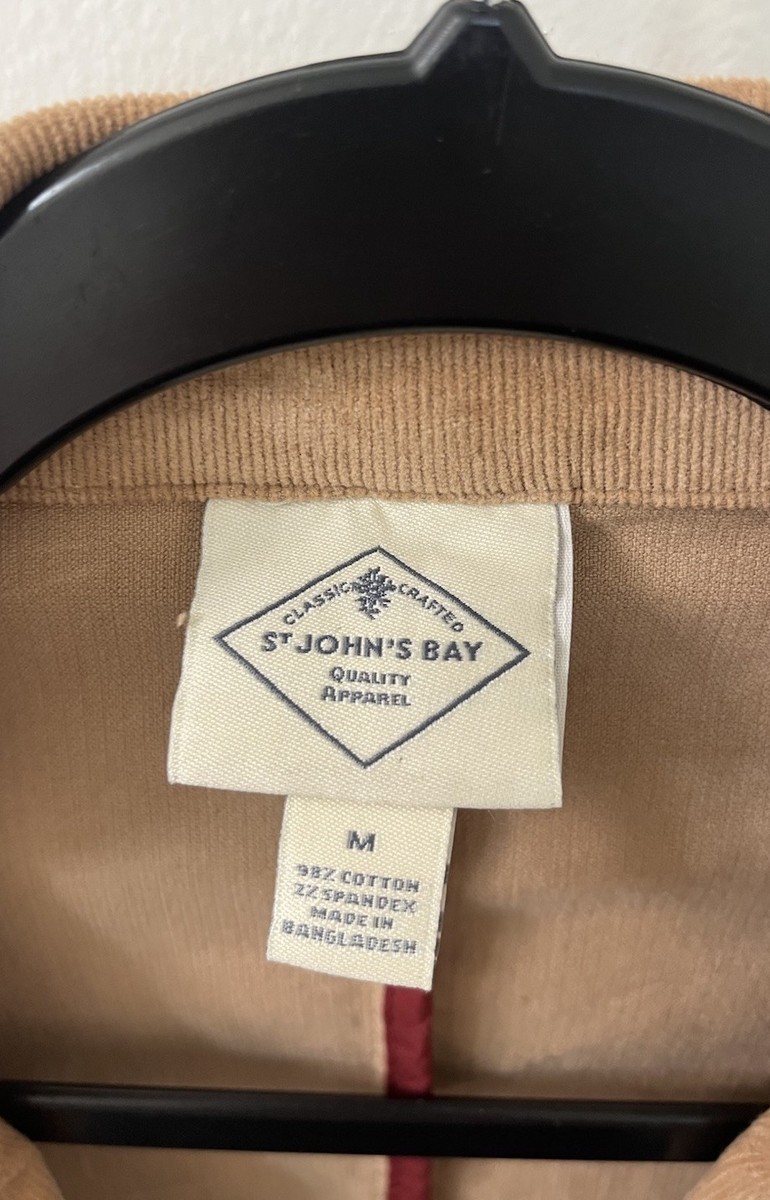 CLASSIC CRAFTED
ST JOHN'S BAY
QUALITY
APPAREL
M
98% COTTON
2% SPANDEX
MADE IN
BANGLADESH